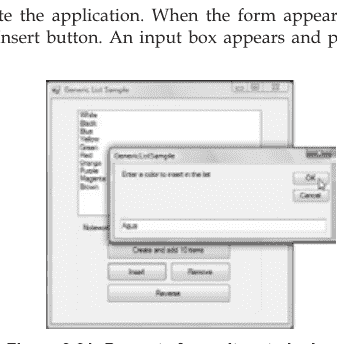 te the application. When the form appear
nsert button. An input box appears and p
Generic List Sample
White
Black
Blue
Yellow
Green
Red
Orange
Purple
Magenta
Brown
GenericListSample
Enter a color to insert in the list
OK
Cancel
Aqua
Create and add 10 items
Insert
Remove
Reverse